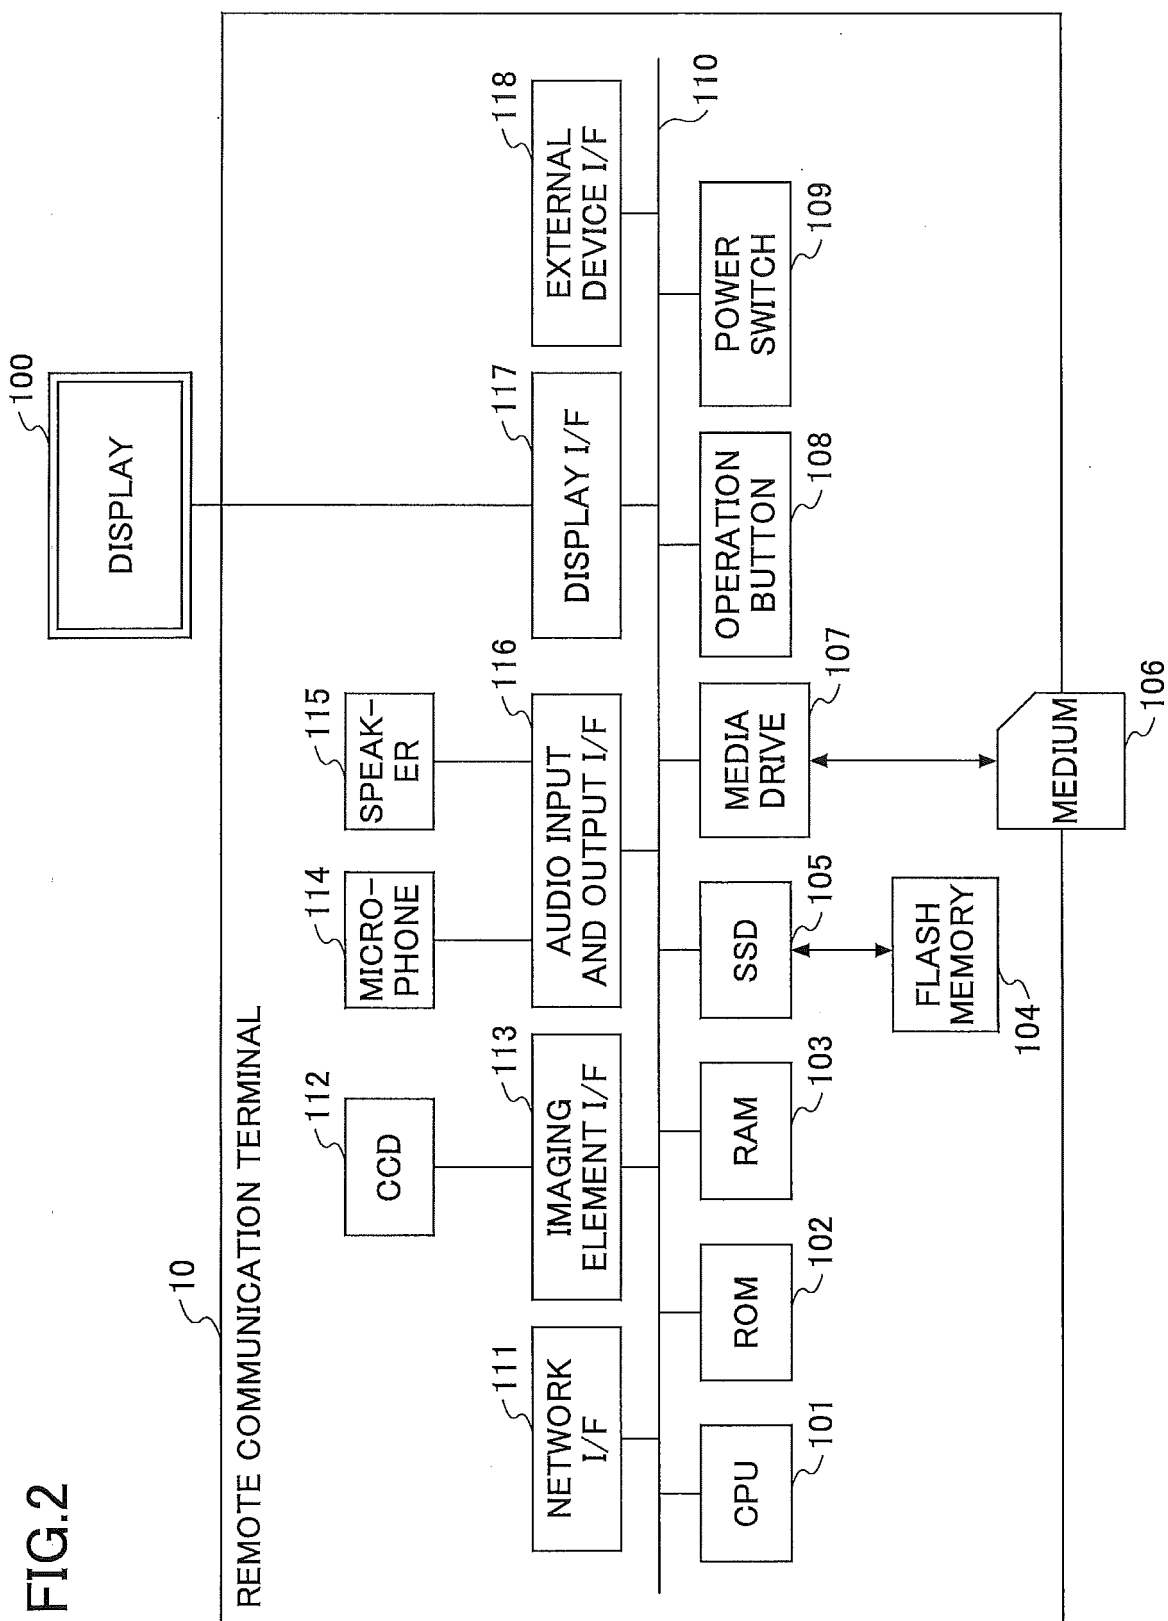 FIG.2
100
DISPLAY
10
REMOTE COMMUNICATION TERMINAL
112
CCD
114
MICRO-
PHONE
115
SPEAK-
ER
111
NETWORK
I/F
113
IMAGING
ELEMENT I/F
116
AUDIO INPUT
AND OUTPUT I/F
117
DISPLAY I/F
118
EXTERNAL
DEVICE I/F
110
CPU
101
ROM
102
RAM
103
SSD
105
MEDIA
DRIVE
107
OPERATION
BUTTON
108
POWER
SWITCH
109
FLASH
MEMORY
104
MEDIUM
106